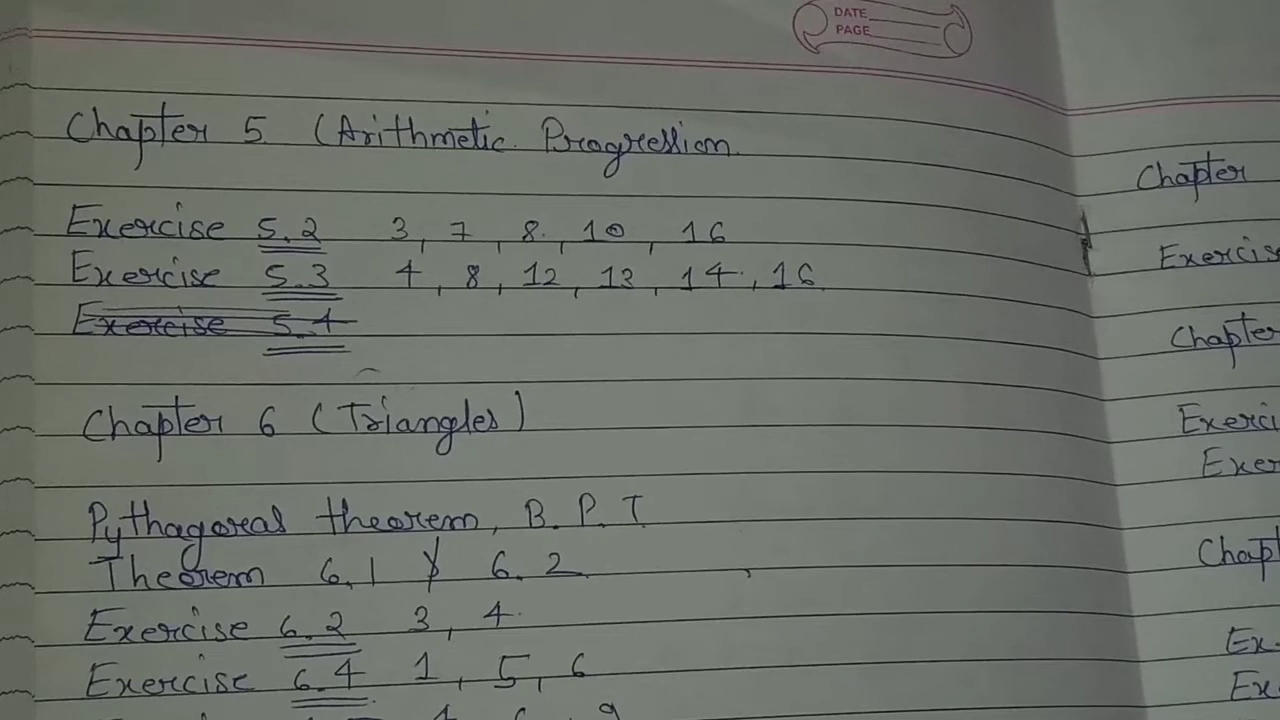 DATE
PAGE
Chapter 5 (Arithmetic Progression
Exercise 5.2 3, 7, 8, 10, 16
Exercise 5.3 4, 8, 12, 13, 14, 16
Exercise 5.4
Chapter 6 (Triangles)
Pythagoras theorem, B.P.T
Theorem 6.1 6.2
Exercise 6.2 3, 4
Exercise 6.4 1, 5, 6
Chapter
Exercis
Chapter
Exerci
Exer
Chapt
Ex.
Ex.